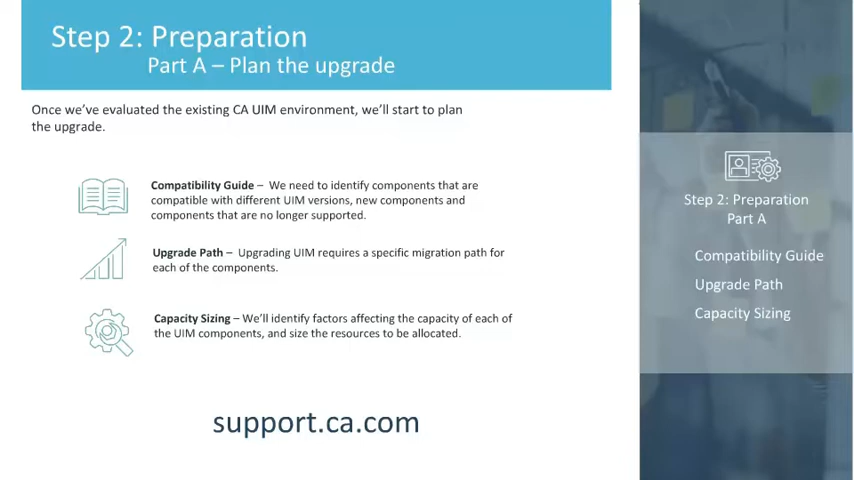 Step 2: Preparation
Part A – Plan the upgrade
Once we've evaluated the existing CA UIM environment, we'll start to plan
the upgrade.
Compatibility Guide – We need to identify components that are
compatible with different UIM versions, new components and
components that are no longer supported.
Upgrade Path – Upgrading UIM requires a specific migration path for
each of the components.
Capacity Sizing – We'll identify factors affecting the capacity of each of
the UIM components, and size the resources to be allocated.
support.ca.com
Step 2: Preparation
Part A
Compatibility Guide
Upgrade Path
Capacity Sizing